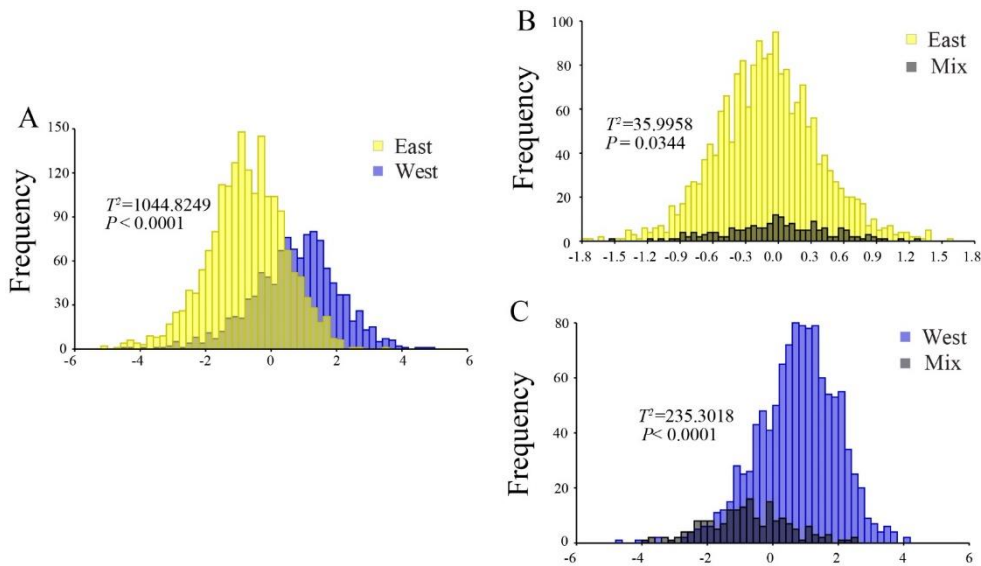 A
Frequency
150
120
90
60
30
0
T²=1044.8249
P< 0.0001
East
West
-6 -4 -2 0 2 4 6
B
Frequency
100
80
60
40
20
0
T²=35.9958
P = 0.0344
East
Mix
-1.8 -1.5 -1.2 -0.9 -0.6 -0.3 0.0 0.3 0.6 0.9 1.2 1.5 1.8
C
Frequency
80
60
40
20
0
T²=235.3018
P< 0.0001
West
Mix
-6 -4 -2 0 2 4 6